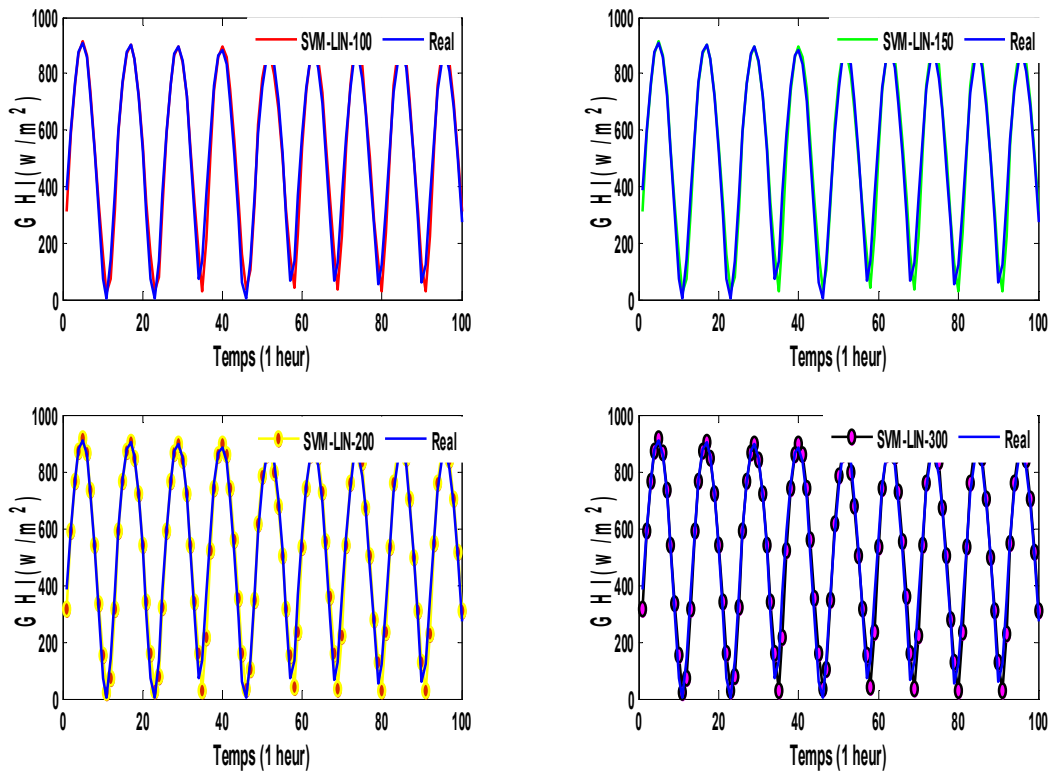 SVM-LIN-100 Real
1000
800
600
400
200
0
G H I ( w / m 2 )
0 20 40 60 80 100
Temps (1 heur)
SVM-LIN-150 Real
1000
800
600
400
200
0
G H I ( w / m 2 )
0 20 40 60 80 100
Temps (1 heur)
SVM-LIN-200 Real
1000
800
600
400
200
0
G H I ( w / m 2 )
0 20 40 60 80 100
Temps (1 heur)
SVM-LIN-300 Real
1000
800
600
400
200
0
G H I ( w / m 2 )
0 20 40 60 80 100
Temps (1 heur)